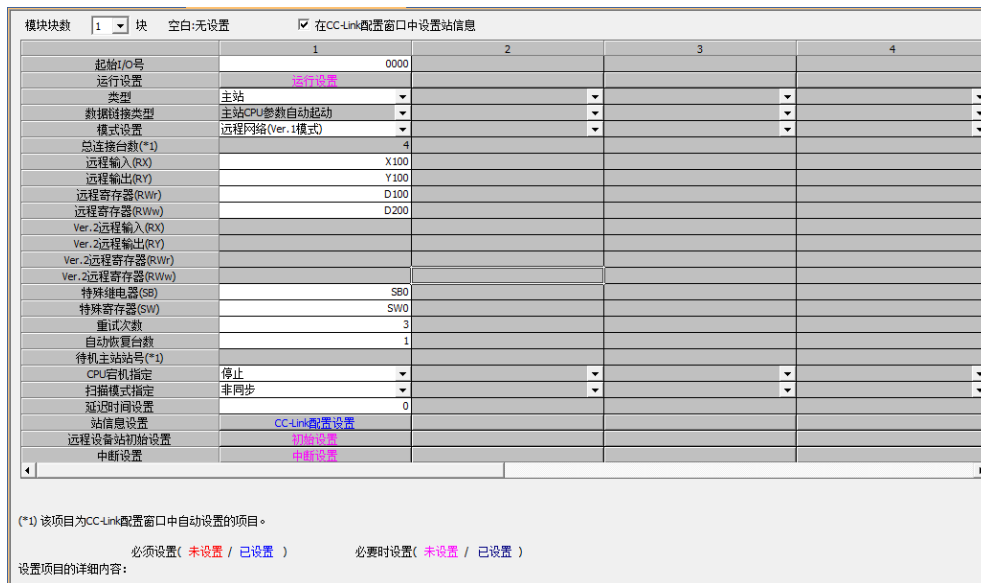 模块块数 1 块 空白:无设置 在CC-Link配置窗口中设置站信息
1 2 3 4
起始I/O号 0000
运行设置 运行设置
类型 主站
数据链接类型 主站CPU参数自动起动
模式设置 远程网络(Ver.1模式)
总连接台数(*1) 4
远程输入(RX) X100
远程输出(RY) Y100
远程寄存器(RWr) D100
远程寄存器(RWw) D200
Ver.2远程输入(RX)
Ver.2远程输出(RY)
Ver.2远程寄存器(RWr)
Ver.2远程寄存器(RWw)
特殊继电器(SB) SB0
特殊寄存器(SW) SW0
重试次数 3
自动恢复台数 1
待机主站站号(*1)
CPU宕机指定 停止
扫描模式指定 非同步
延迟时间设置 0
站信息设置 CC-Link配置设置
远程设备站初始设置 初始设置
中断设置 中断设置
(*1) 该项目为CC-Link配置窗口中自动设置的项目。
必须设置( 未设置 / 已设置 ) 必要时设置( 未设置 / 已设置 )
设置项目的详细内容: